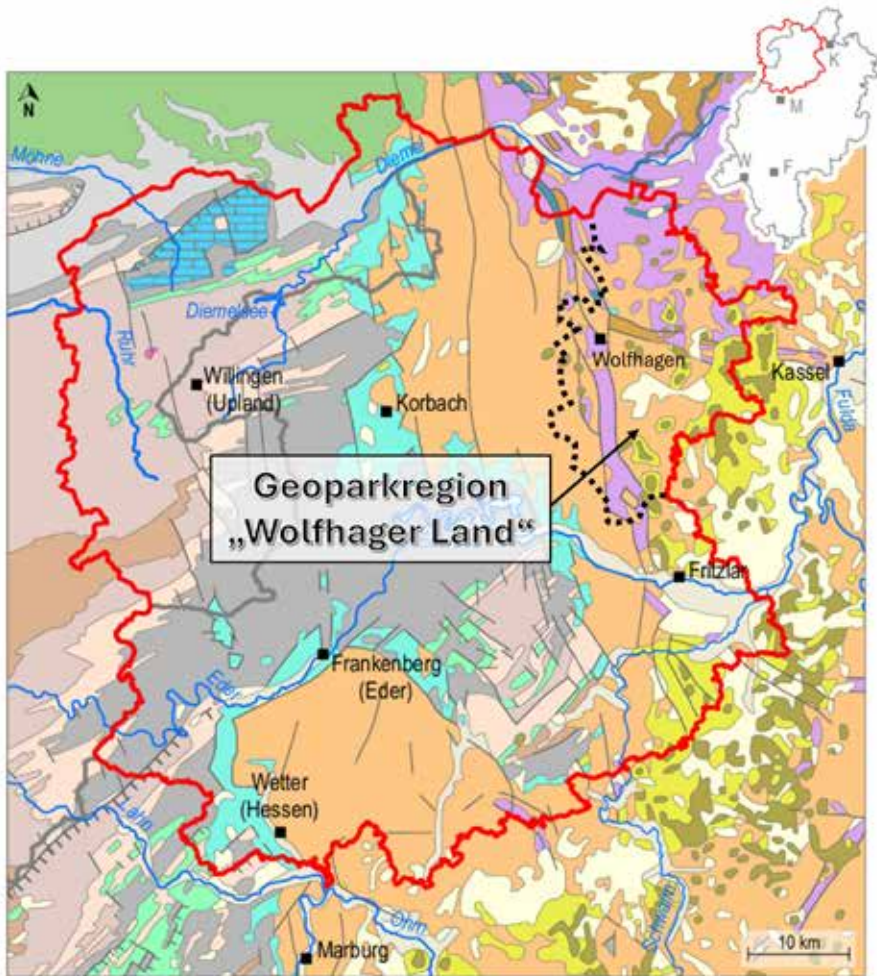 K
M
W
F
N
Möhne
Diemel
Diemelsee
Ruhr
Willingen
(Upland)
Korbach
Wolfhagen
Kassel
Fulda
Geoparkregion
„Wolfhager Land“
Fritzlar
Frankenberg
(Eder)
Eder
Wetter
(Hessen)
Lahn
Ohm
Schwalm
Marburg
10 km